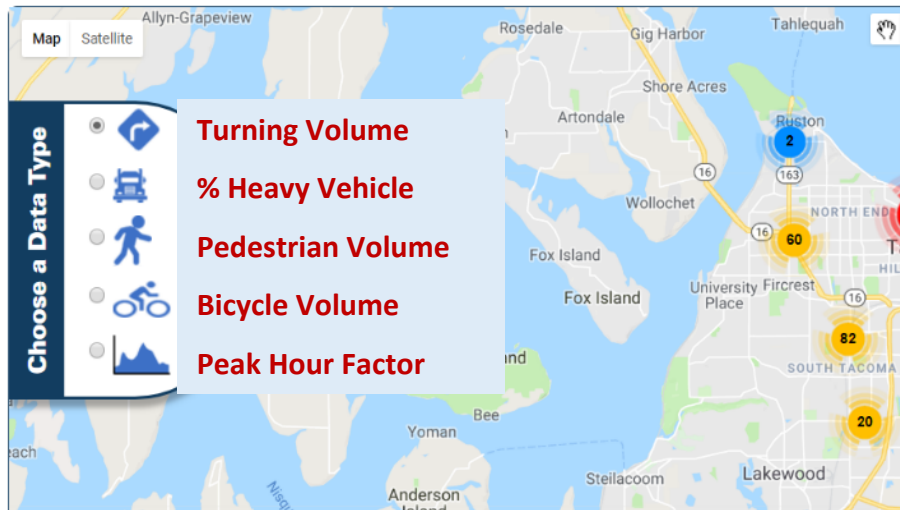 Map Satellite
Allyn-Grapeview
Rosedale
Gig Harbor
Tahlequah
Shore Acres
Artondale
Ruston
2
163
16
Wollochet
NORTH END
16
60
Fox Island
Fox Island
University
Place
Fircrest
16
82
SOUTH TACOMA
20
Choose a Data Type
Turning Volume
% Heavy Vehicle
Pedestrian Volume
Bicycle Volume
Peak Hour Factor
Bee
Yoman
Steilacoom
Lakewood
Anderson